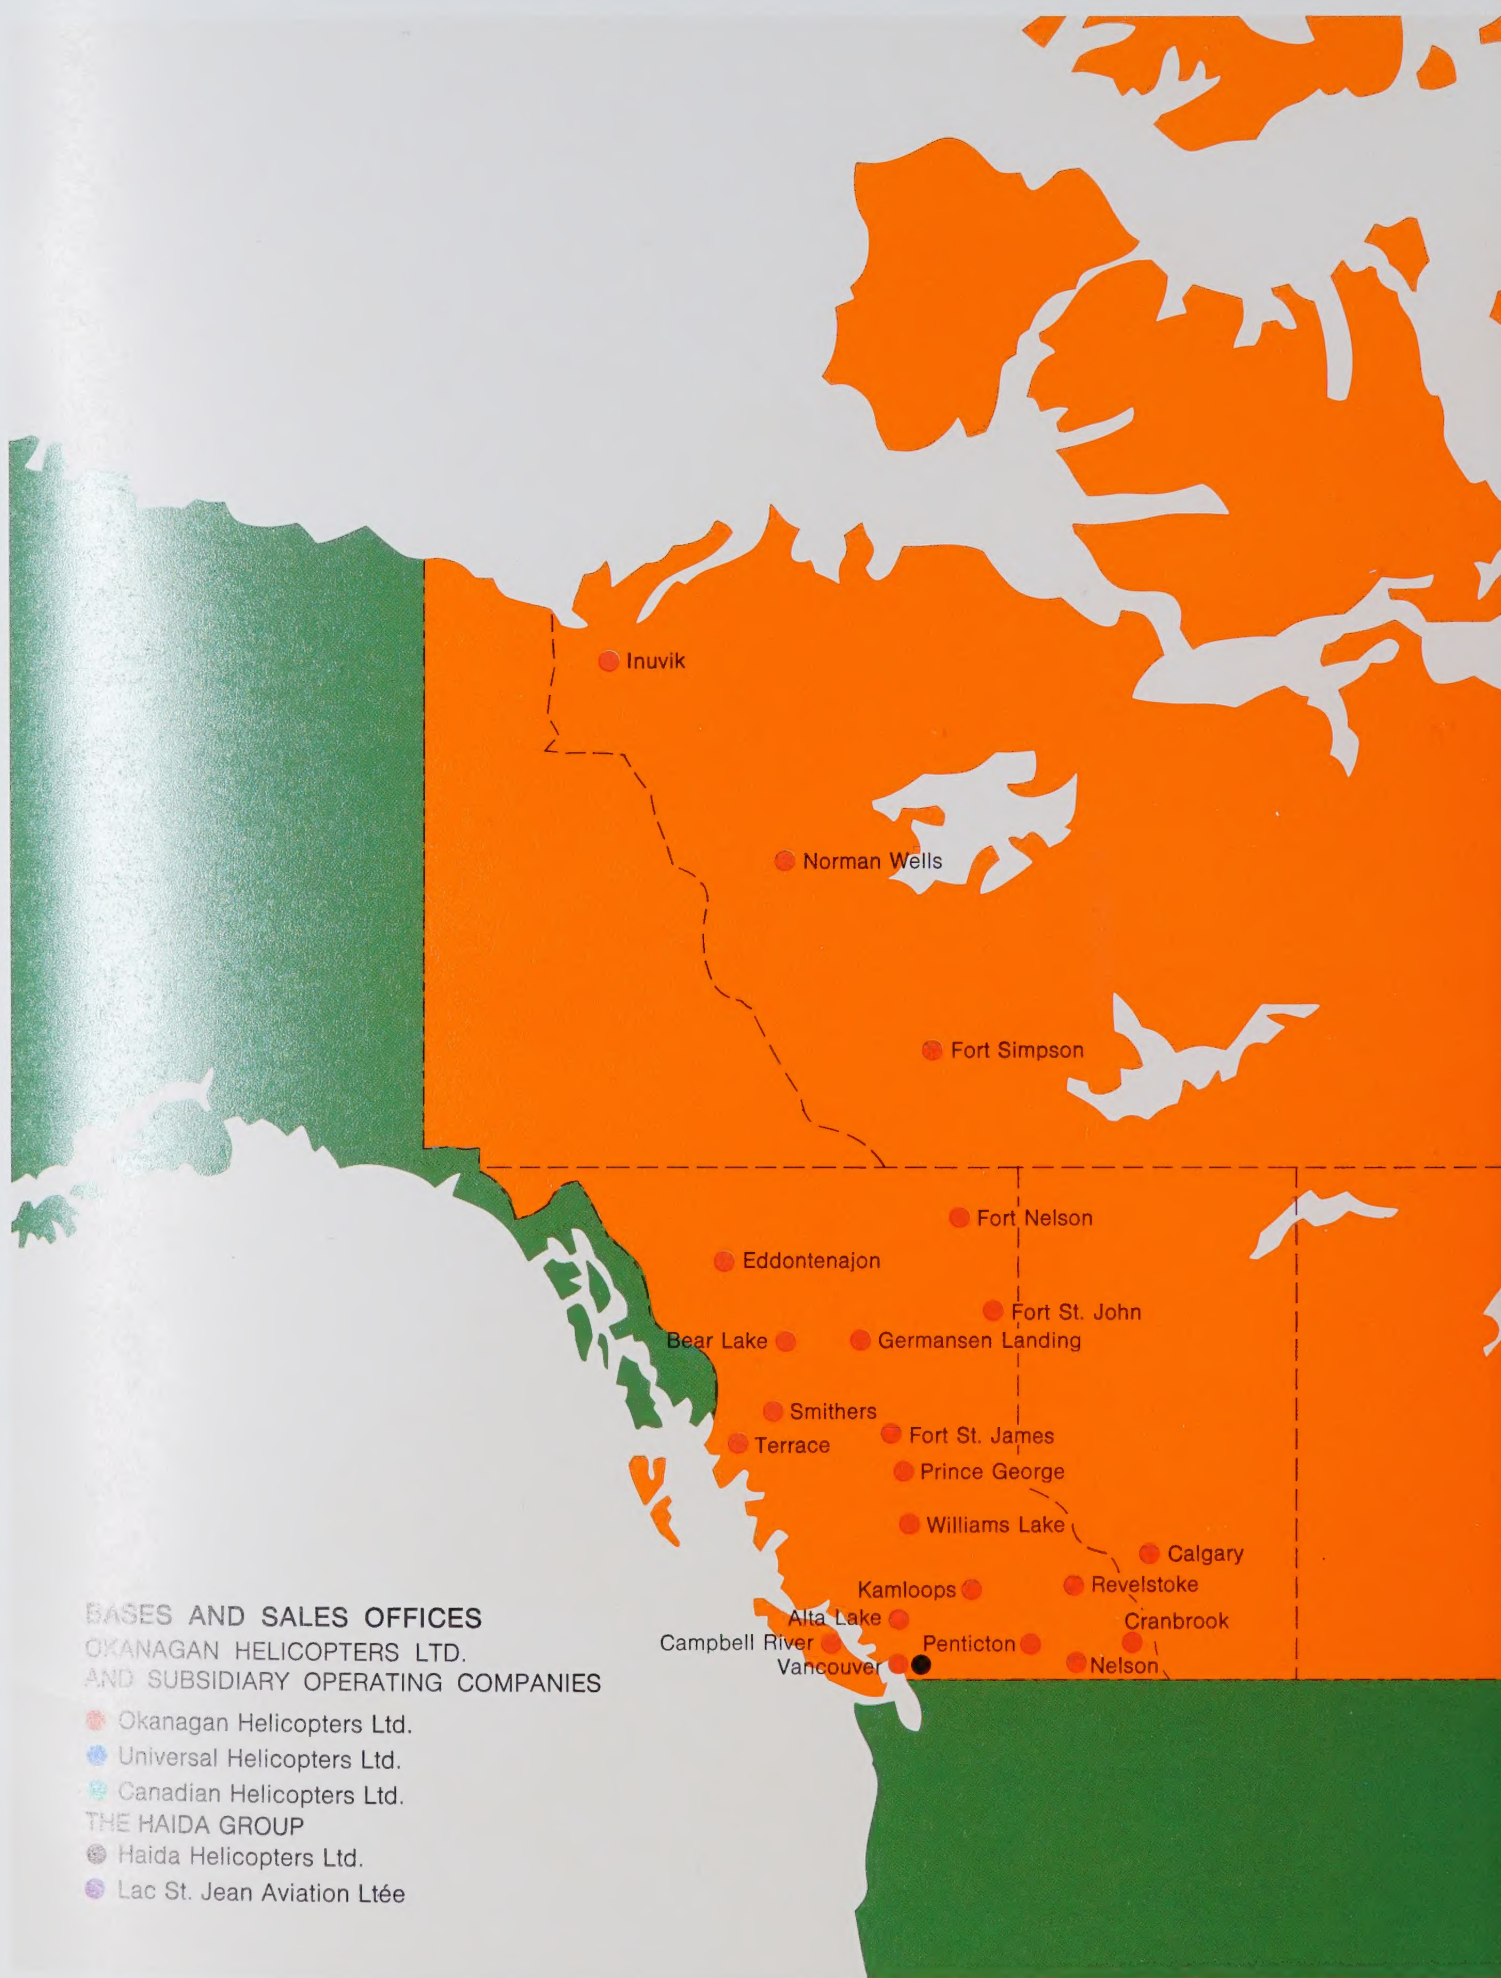 Inuvik
Norman Wells
Fort Simpson
Fort Nelson
Eddontenajon
Fort St. John
Bear Lake
Germansen Landing
Smithers
Fort St. James
Terrace
Prince George
Williams Lake
Calgary
Kamloops
Revelstoke
Alta Lake
Cranbrook
Campbell River
Penticton
Vancouver
Nelson
BASES AND SALES OFFICES
OKANAGAN HELICOPTERS LTD.
AND SUBSIDIARY OPERATING COMPANIES
Okanagan Helicopters Ltd.
Universal Helicopters Ltd.
Canadian Helicopters Ltd.
THE HAIDA GROUP
Haida Helicopters Ltd.
Lac St. Jean Aviation Ltée